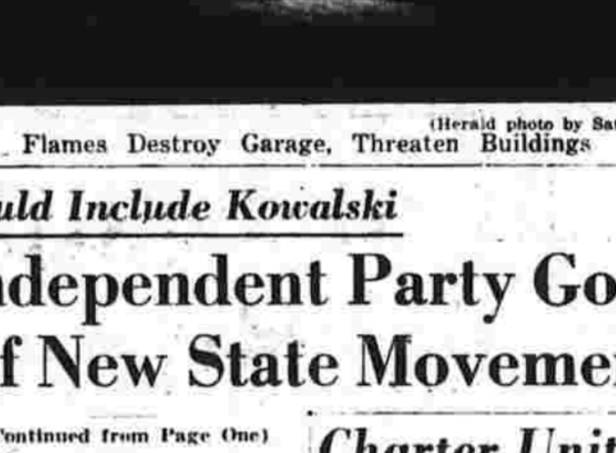 (Herald photo by
Flames Destroy Garage, Threaten Buildings
uld Include Kowalski
ndependent Party Go
f New State Moveme
Continued from Page One)
Charter Unit